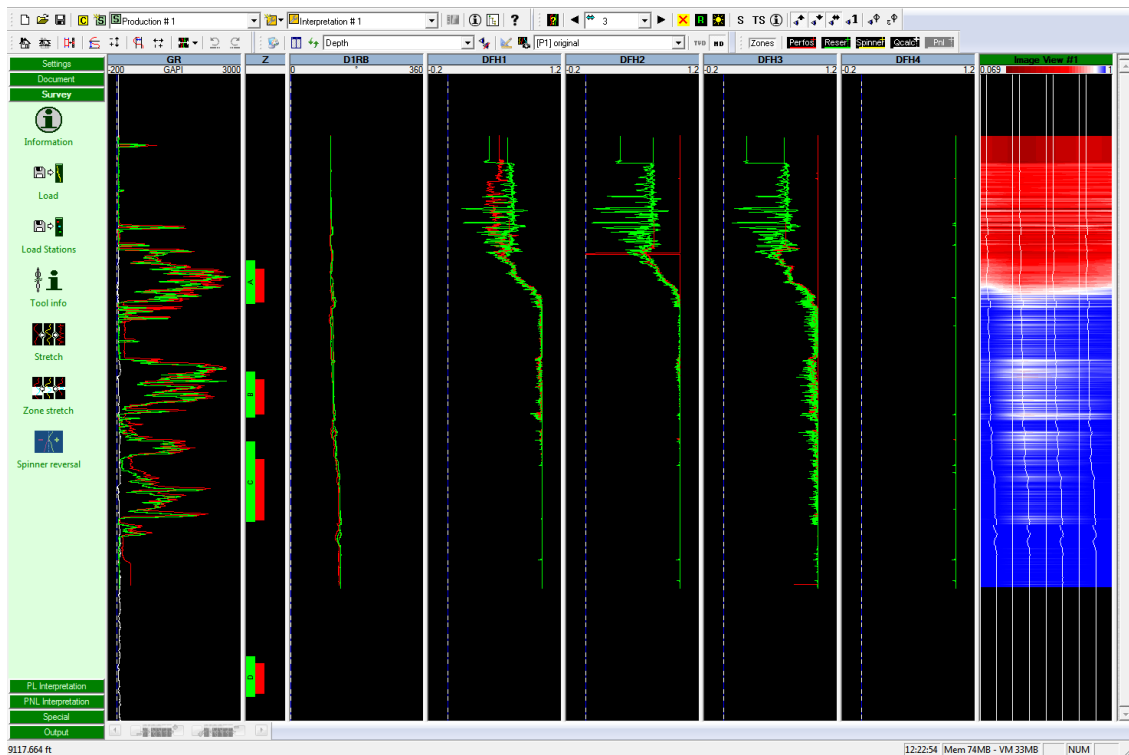 Production # 1 Interpretation # 1 ? ? 3 R S TS 1
Depth [P1] original TVD MD Zones Perfos Reser Spinner Qcalc Pnl
Settings
Document
Survey
Information
Load
Load Stations
Tool info
Stretch
Zone stretch
Spinner reversal
PL Interpretation
PNL Interpretation
Special
Output
GR Z D1RB DFH1 DFH2 DFH3 DFH4 Image View #1
-200 GAPI 3000 0 ° 360 -0.2 1.2 -0.2 1.2 -0.2 1.2 -0.2 1.2 0.069 1
A
B
C
D
9117.664 ft 12:22:54 Mem 74MB - VM 33MB NUM